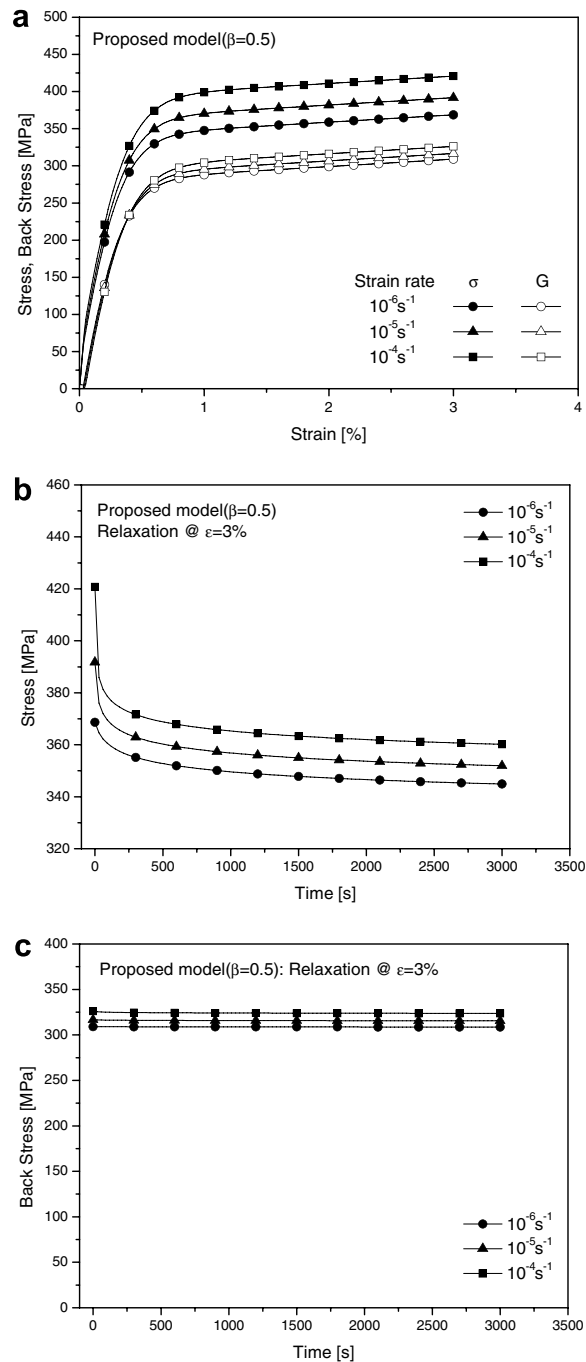 a
Proposed model(β=0.5)
500
450
400
350
300
250
200
150
100
50
0
Stress, Back Stress [MPa]
Strain rate σ G
10⁻⁶s⁻¹
10⁻⁵s⁻¹
10⁻⁴s⁻¹
0 1 2 3 4
Strain [%]
b
Proposed model(β=0.5)
Relaxation @ ε=3%
10⁻⁶s⁻¹
10⁻⁵s⁻¹
10⁻⁴s⁻¹
460
440
420
400
380
360
340
320
Stress [MPa]
0 500 1000 1500 2000 2500 3000 3500
Time [s]
c
Proposed model(β=0.5): Relaxation @ ε=3%
400
350
300
250
200
150
100
50
0
Back Stress [MPa]
10⁻⁶s⁻¹
10⁻⁵s⁻¹
10⁻⁴s⁻¹
0 500 1000 1500 2000 2500 3000 3500
Time [s]